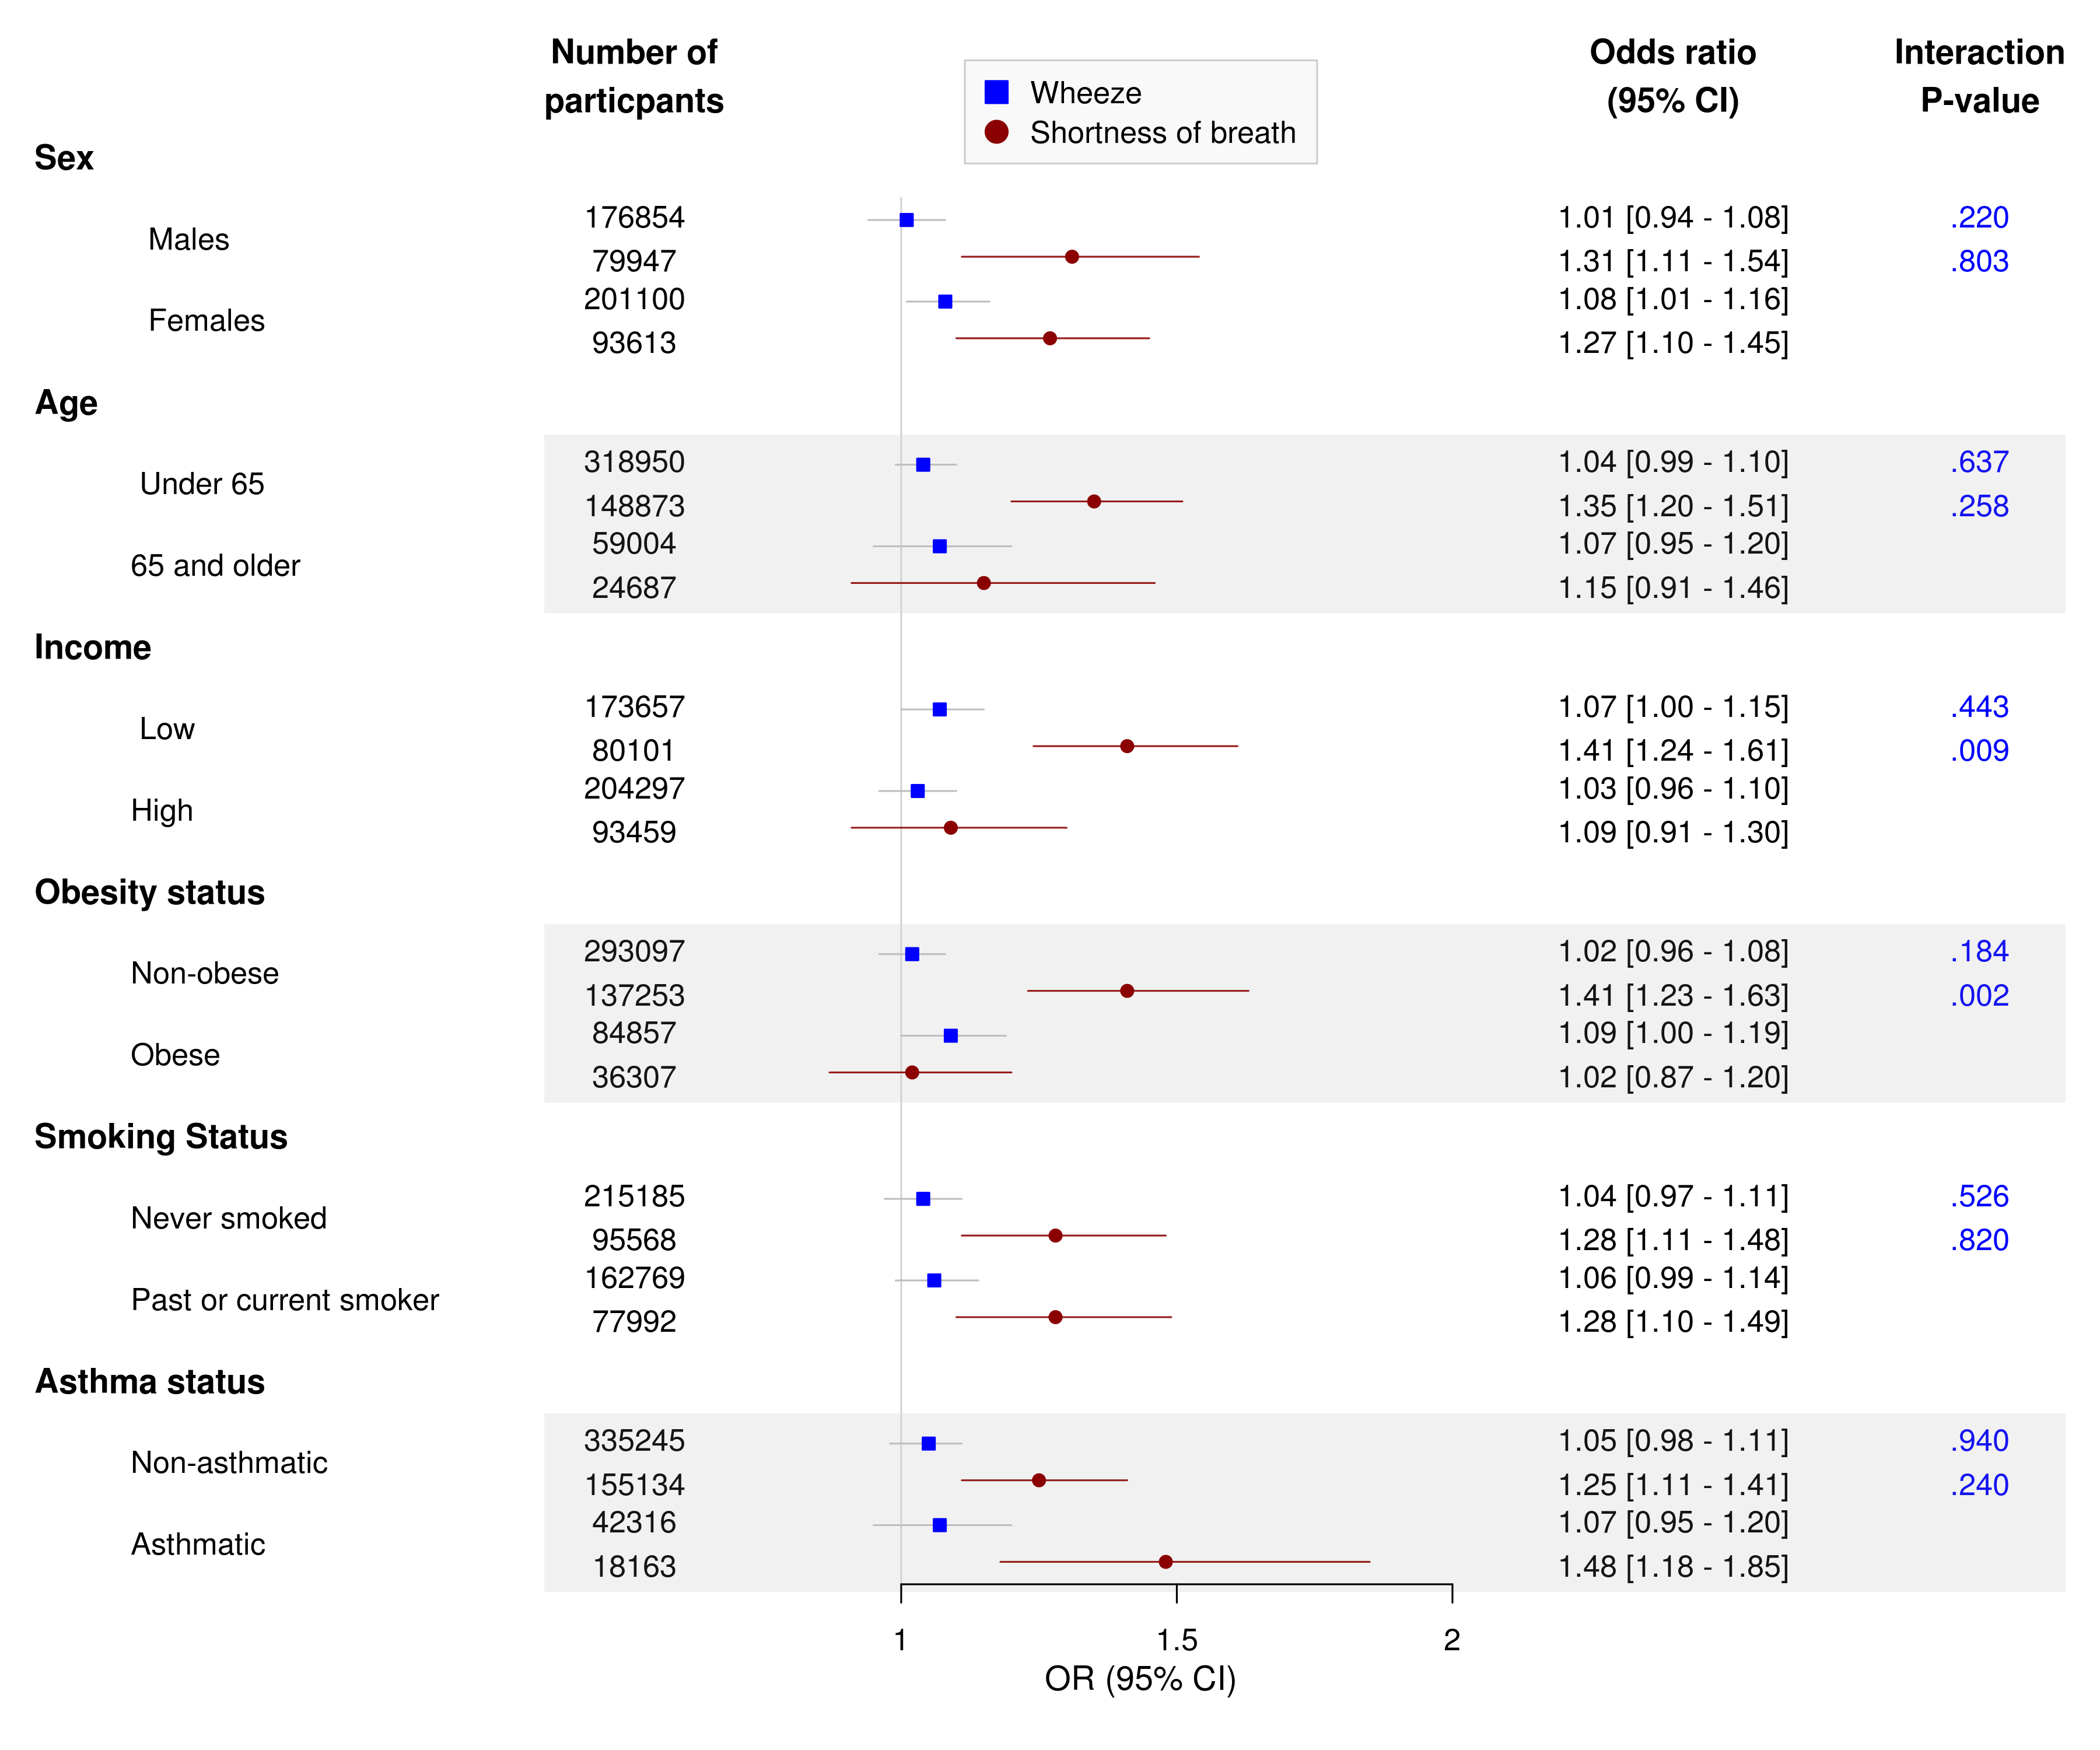 Number of
particpants
Odds ratio
(95% CI)
Interaction
P-value
Wheeze
Shortness of breath
Sex
Males
176854 1.01 [0.94 - 1.08] .220
79947 1.31 [1.11 - 1.54] .803
Females
201100 1.08 [1.01 - 1.16]
93613 1.27 [1.10 - 1.45]
Age
Under 65
318950 1.04 [0.99 - 1.10] .637
148873 1.35 [1.20 - 1.51] .258
65 and older
59004 1.07 [0.95 - 1.20]
24687 1.15 [0.91 - 1.46]
Income
Low
173657 1.07 [1.00 - 1.15] .443
80101 1.41 [1.24 - 1.61] .009
High
204297 1.03 [0.96 - 1.10]
93459 1.09 [0.91 - 1.30]
Obesity status
Non-obese
293097 1.02 [0.96 - 1.08] .184
137253 1.41 [1.23 - 1.63] .002
Obese
84857 1.09 [1.00 - 1.19]
36307 1.02 [0.87 - 1.20]
Smoking Status
Never smoked
215185 1.04 [0.97 - 1.11] .526
95568 1.28 [1.11 - 1.48] .820
Past or current smoker
162769 1.06 [0.99 - 1.14]
77992 1.28 [1.10 - 1.49]
Asthma status
Non-asthmatic
335245 1.05 [0.98 - 1.11] .940
155134 1.25 [1.11 - 1.41] .240
Asthmatic
42316 1.07 [0.95 - 1.20]
18163 1.48 [1.18 - 1.85]
1 1.5 2
OR (95% CI)